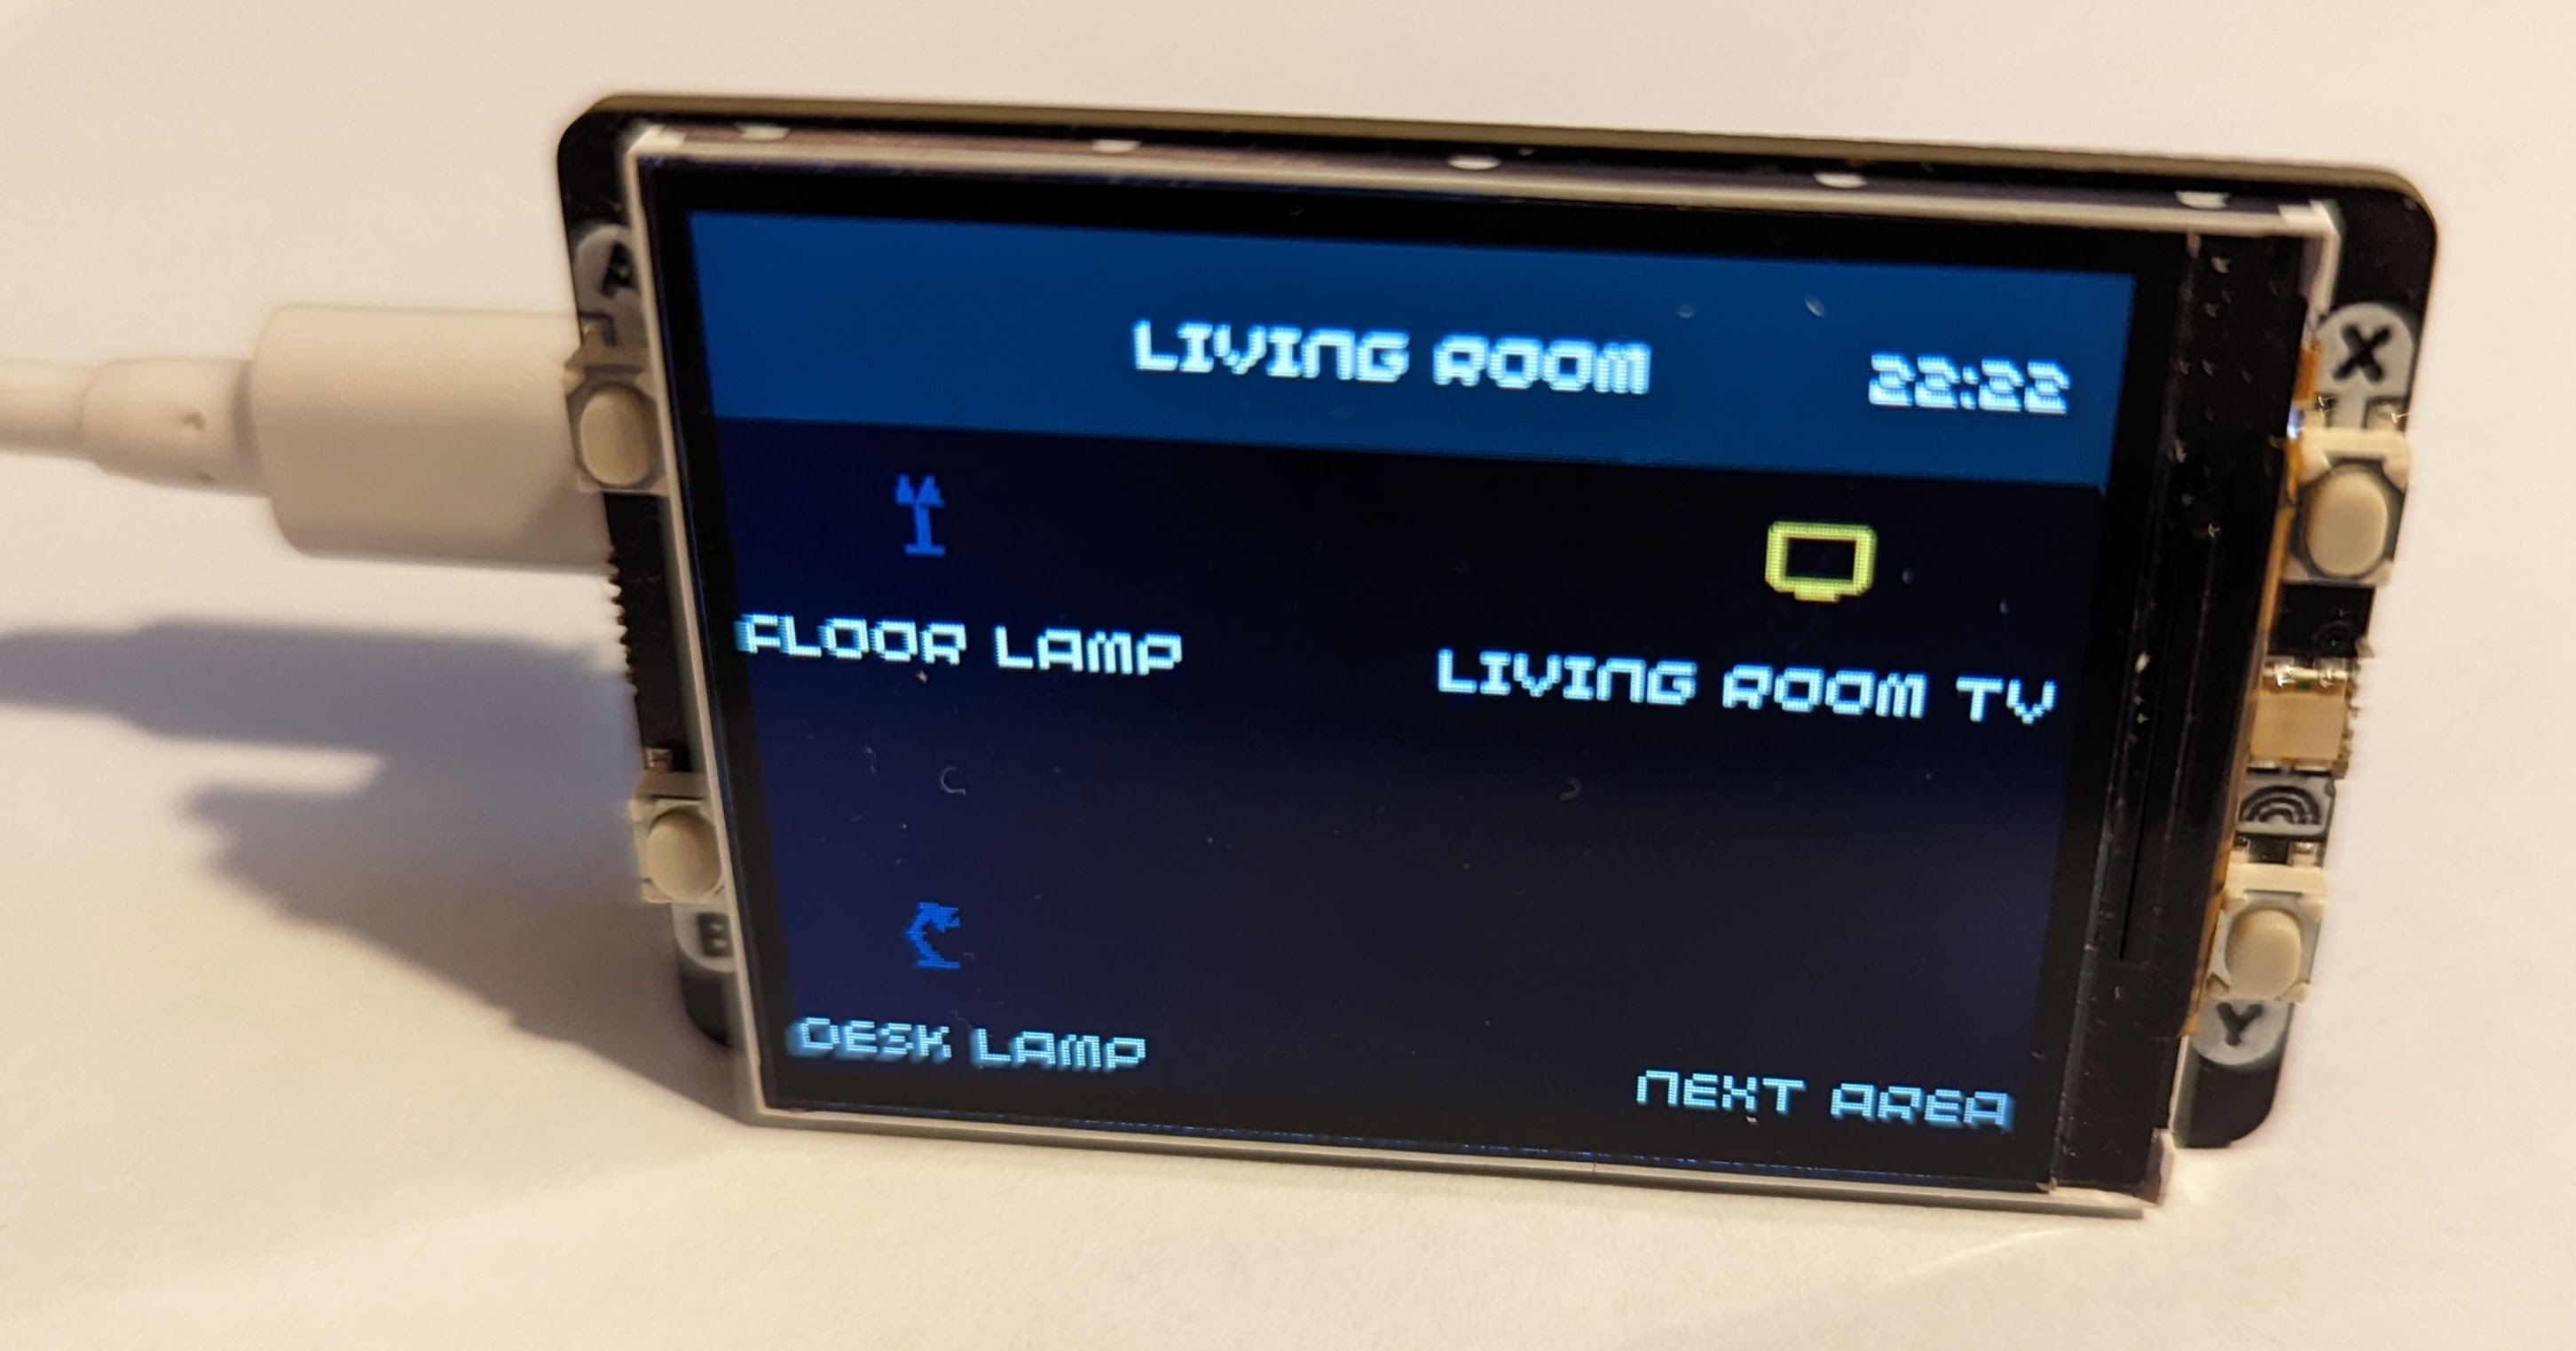 LIVING ROOM 22:22
A
X
FLOOR LAMP
LIVING ROOM TV
B
Y
DESK LAMP
NEXT AREA